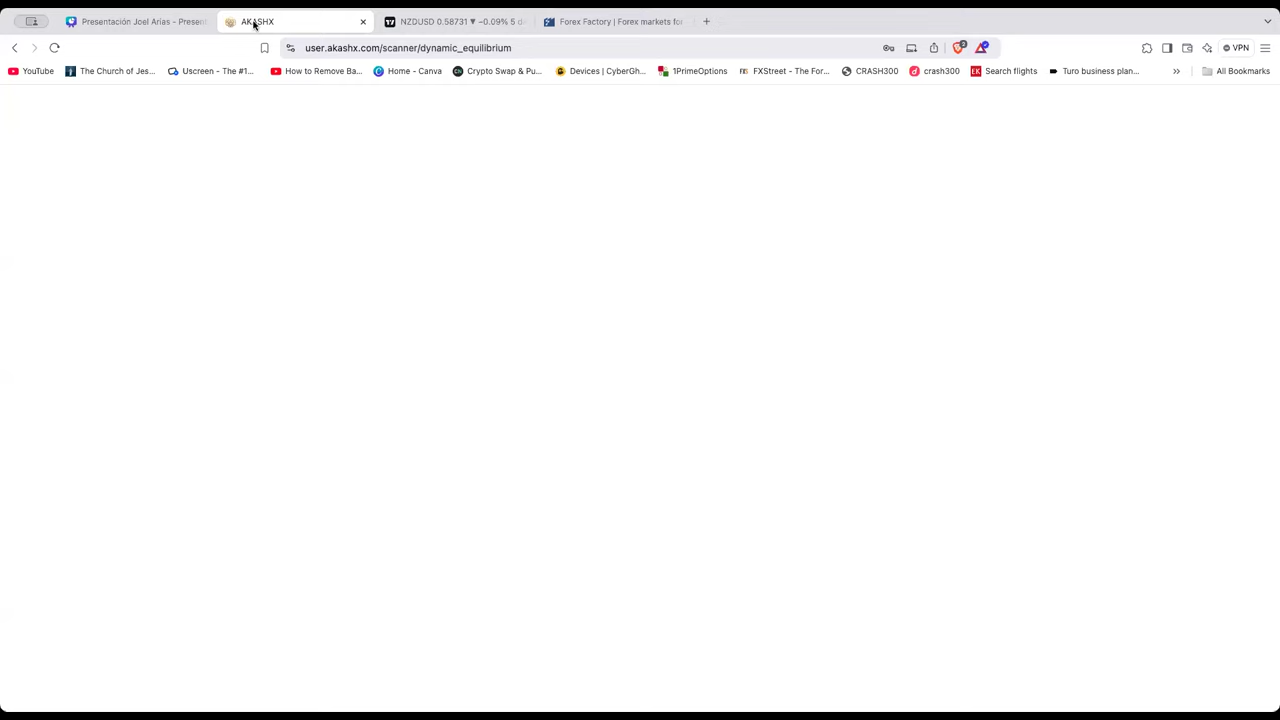 Presentación Joel Arias - Present
AKASHX
NZDUSD 0.58731 ▼ −0.09% 5 d
Forex Factory | Forex markets for
user.akashx.com/scanner/dynamic_equilibrium
3
VPN
YouTube
The Church of Jes...
Uscreen - The #1...
How to Remove Ba...
Home - Canva
Crypto Swap & Pu...
Devices | CyberGh...
1PrimeOptions
FXStreet - The For...
CRASH300
crash300
Search flights
Turo business plan...
All Bookmarks